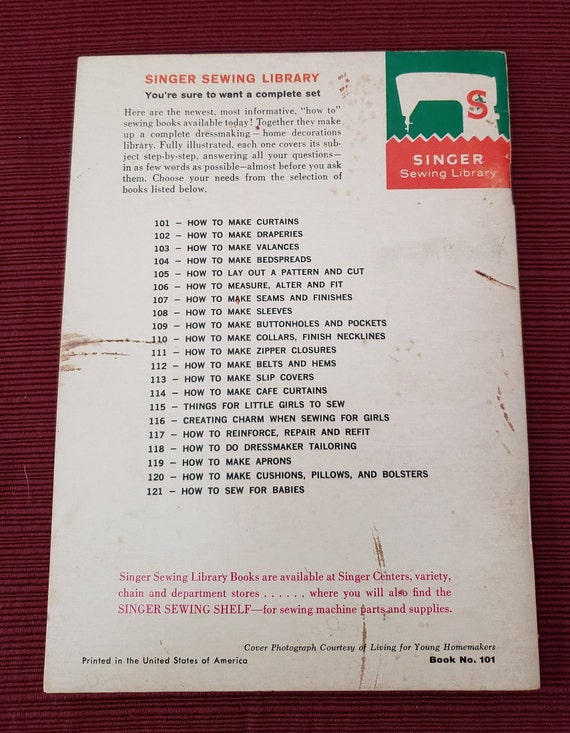 SINGER SEWING LIBRARY
You're sure to want a complete set
Here are the newest, most informative, "how to"
sewing books available today! Together they make
up a complete dressmaking — home decorations
library. Fully illustrated, each one covers its sub-
ject step-by-step, answering all your questions—
in as few words as possible—almost before you ask
them. Choose your needs from the selection of
books listed below.
S
SINGER
Sewing Library
101 — HOW TO MAKE CURTAINS
102 — HOW TO MAKE DRAPERIES
103 — HOW TO MAKE VALANCES
104 — HOW TO MAKE BEDSPREADS
105 — HOW TO LAY OUT A PATTERN AND CUT
106 — HOW TO MEASURE, ALTER AND FIT
107 — HOW TO MAKE SEAMS AND FINISHES
108 — HOW TO MAKE SLEEVES
109 — HOW TO MAKE BUTTONHOLES AND POCKETS
110 — HOW TO MAKE COLLARS, FINISH NECKLINES
111 — HOW TO MAKE ZIPPER CLOSURES
112 — HOW TO MAKE BELTS AND HEMS
113 — HOW TO MAKE SLIP COVERS
114 — HOW TO MAKE CAFE CURTAINS
115 — THINGS FOR LITTLE GIRLS TO SEW
116 — CREATING CHARM WHEN SEWING FOR GIRLS
117 — HOW TO REINFORCE, REPAIR AND REFIT
118 — HOW TO DO DRESSMAKER TAILORING
119 — HOW TO MAKE APRONS
120 — HOW TO MAKE CUSHIONS, PILLOWS, AND BOLSTERS
121 — HOW TO SEW FOR BABIES
Singer Sewing Library Books are available at Singer Centers, variety,
chain and department stores . . . . . . where you will also find the
SINGER SEWING SHELF—for sewing machine parts and supplies.
Cover Photograph Courtesy of Living for Young Homemakers
Printed in the United States of America
Book No. 101